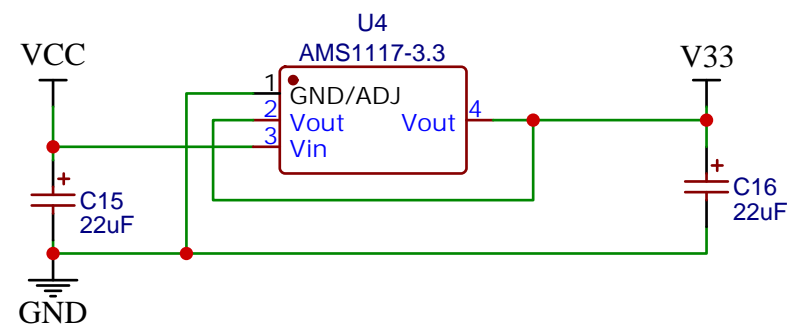 U4
AMS1117-3.3
VCC
V33
1
GND/ADJ
2
Vout
Vout
4
3
Vin
+
C15
22uF
+
C16
22uF
GND